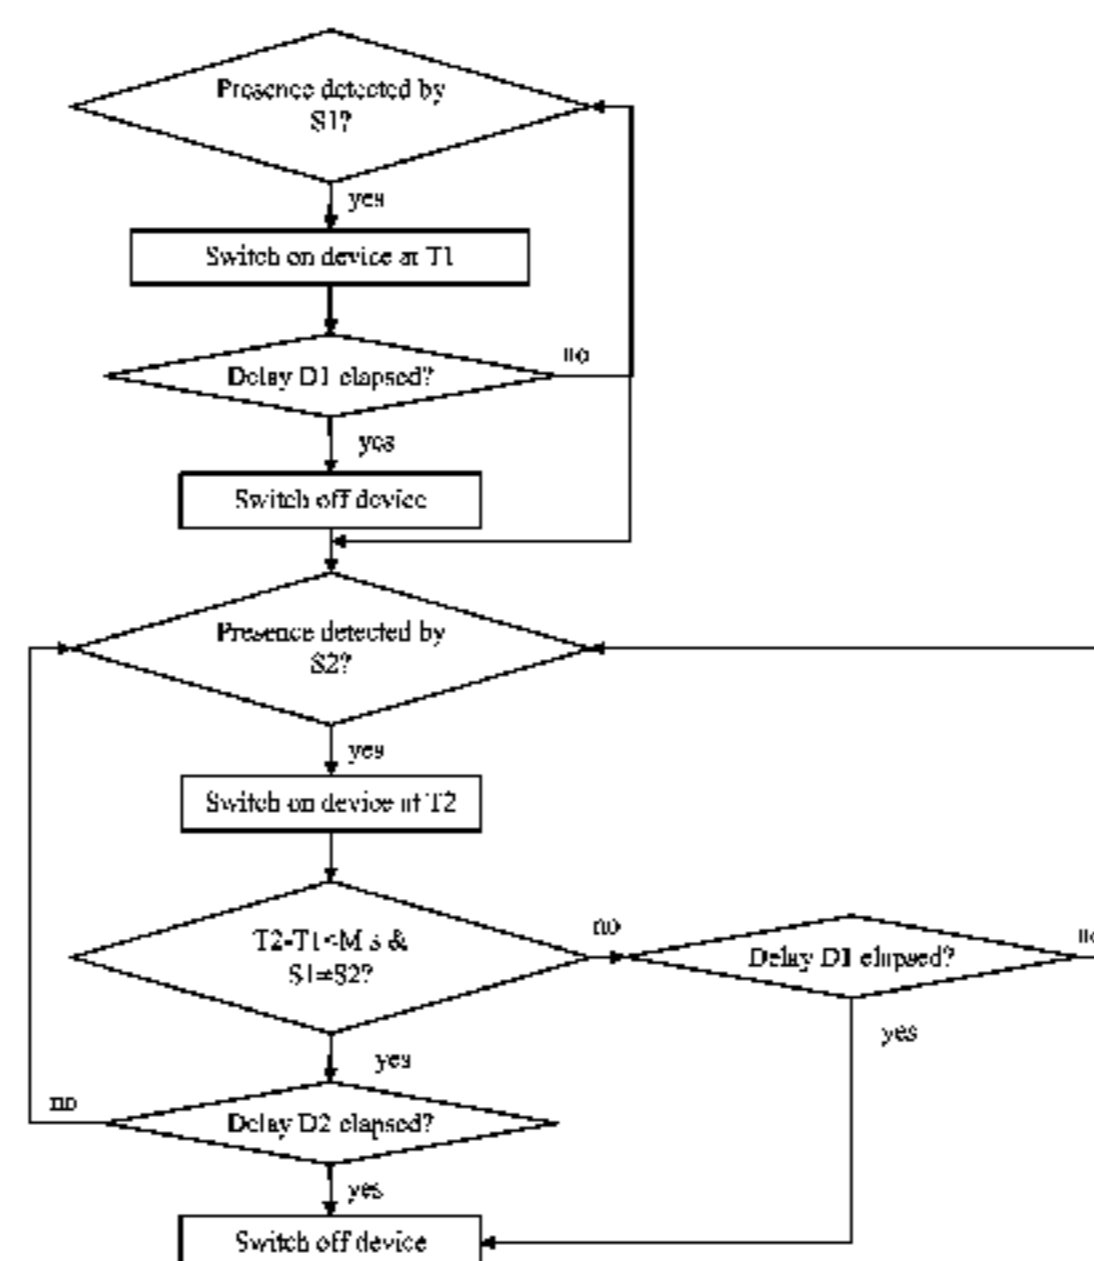 Presence detected by
S1?
yes
Switch on device at T1
no
Delay D1 elapsed?
yes
Switch off device
Presence detected by
S2?
yes
Switch on device at T2
T2-T1<M s &
S1≠S2?
no
Delay D1 elapsed?
no
yes
yes
no
Delay D2 elapsed?
yes
Switch off device